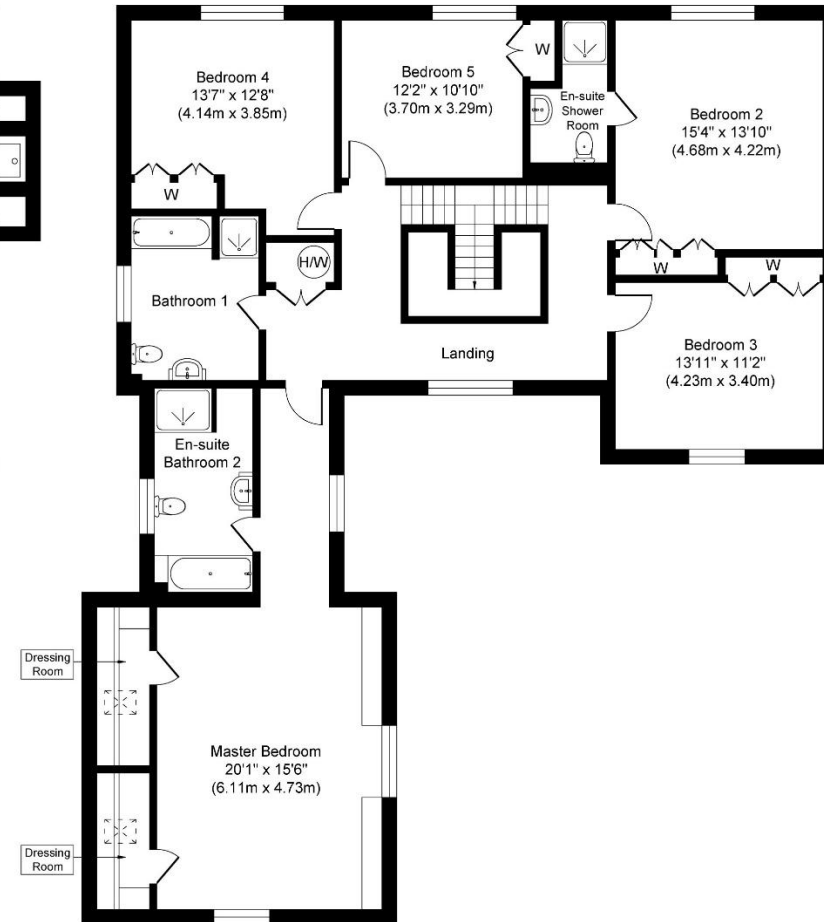 Bedroom 4
13'7" x 12'8"
(4.14m x 3.85m)
W
Bedroom 5
12'2" x 10'10"
(3.70m x 3.29m)
W
En-suite
Shower
Room
Bedroom 2
15'4" x 13'10"
(4.68m x 4.22m)
W
W
H/W
Bathroom 1
Landing
Bedroom 3
13'11" x 11'2"
(4.23m x 3.40m)
En-suite
Bathroom 2
Dressing
Room
Master Bedroom
20'1" x 15'6"
(6.11m x 4.73m)
Dressing
Room